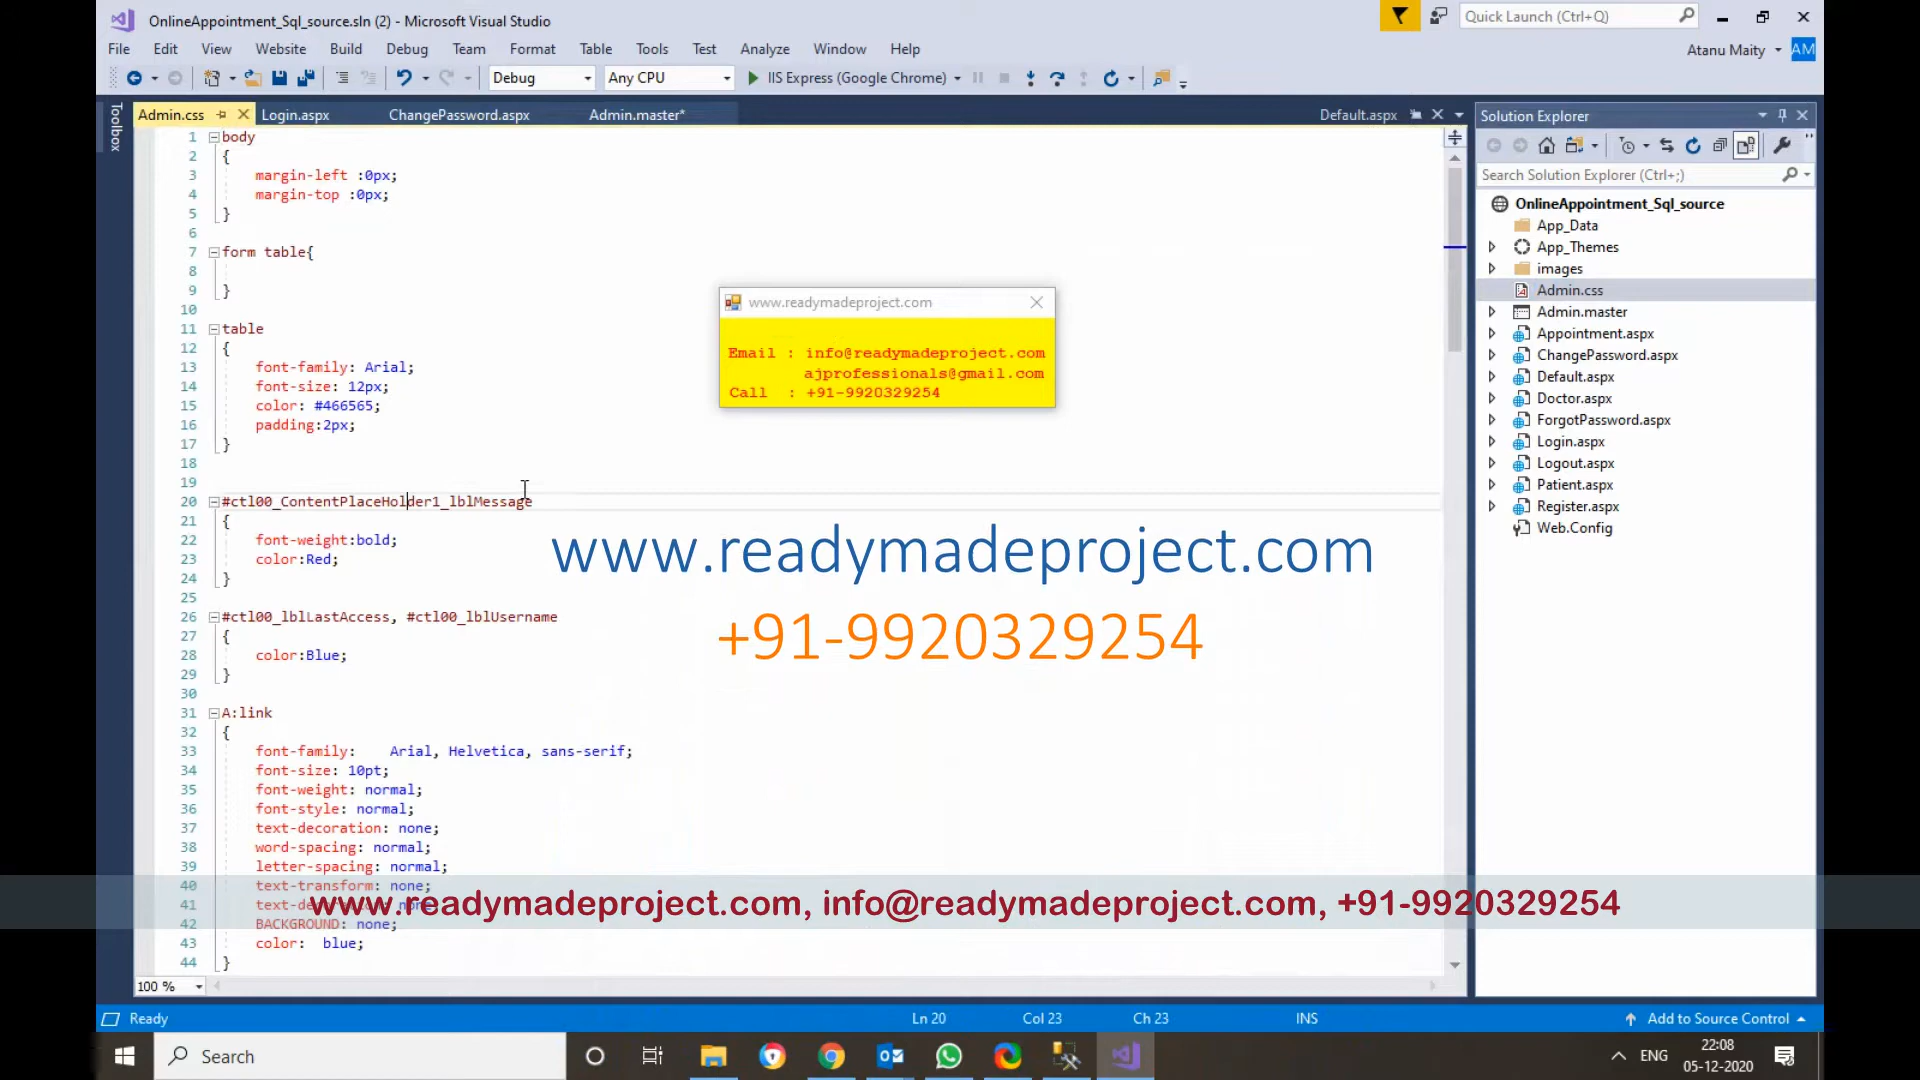 OnlineAppointment_Sql_source.sln (2) - Microsoft Visual Studio
Quick Launch (Ctrl+Q)
File Edit View Website Build Debug Team Format Table Tools Test Analyze Window Help
Atanu Maity AM
Debug Any CPU IIS Express (Google Chrome)
Toolbox
Admin.css Login.aspx ChangePassword.aspx Admin.master* Default.aspx
1 body
2 {
3 margin-left :0px;
4 margin-top :0px;
5 }
6
7 form table{
8
9 }
10
11 table
12 {
13 font-family: Arial;
14 font-size: 12px;
15 color: #466565;
16 padding:2px;
17 }
18
19
20 #ctl00_ContentPlaceHolder1_lblMessage
21 {
22 font-weight:bold;
23 color:Red;
24 }
25
26 #ctl00_lblLastAccess, #ctl00_lblUsername
27 {
28 color:Blue;
29 }
30
31 A:link
32 {
33 font-family: Arial, Helvetica, sans-serif;
34 font-size: 10pt;
35 font-weight: normal;
36 font-style: normal;
37 text-decoration: none;
38 word-spacing: normal;
39 letter-spacing: normal;
40 text-transform: none;
41
42 BACKGROUND: none;
43 color: blue;
44 }
www.readymadeproject.com
Email : info@readymadeproject.com
ajprofessionals@gmail.com
Call : +91-9920329254
www.readymadeproject.com
+91-9920329254
www.readymadeproject.com, info@readymadeproject.com, +91-9920329254
Solution Explorer
Search Solution Explorer (Ctrl+;)
OnlineAppointment_Sql_source
App_Data
App_Themes
images
Admin.css
Admin.master
Appointment.aspx
ChangePassword.aspx
Default.aspx
Doctor.aspx
ForgotPassword.aspx
Login.aspx
Logout.aspx
Patient.aspx
Register.aspx
Web.Config
100 %
Ready Ln 20 Col 23 Ch 23 INS Add to Source Control
Search
ENG
22:08
05-12-2020